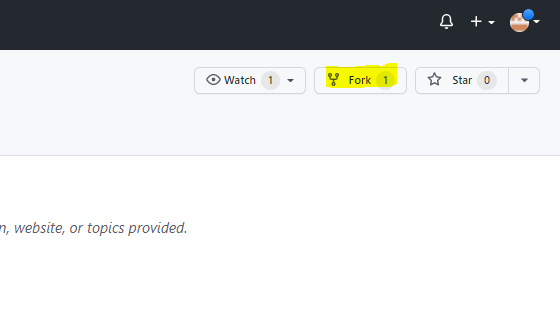 Watch 1 Fork 1 Star 0
n, website, or topics provided.